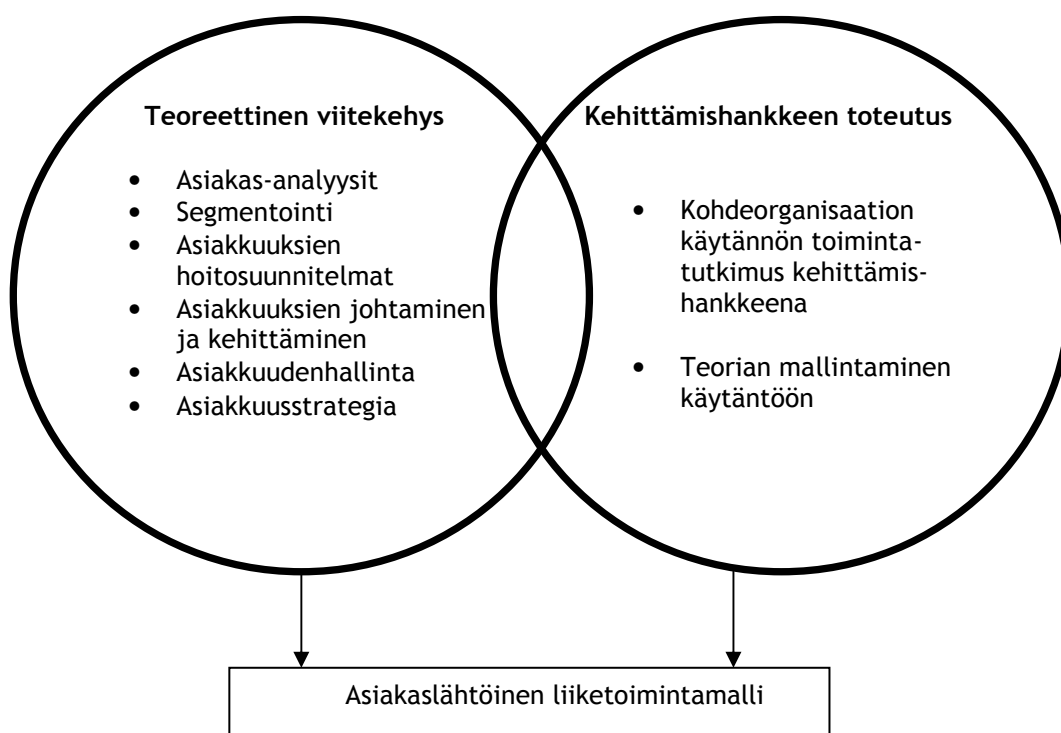 Teoreettinen viitekehys
• Asiakas-analyysit
• Segmentointi
• Asiakkuuksien
hoitosuunnitelmat
• Asiakkuuksien johtaminen
ja kehittäminen
• Asiakkuudenhallinta
• Asiakkuusstrategia
Kehittämishankkeen toteutus
• Kohdeorganisaation
käytännön toiminta-
tutkimus kehittämis-
hankkeena
• Teorian mallintaminen
käytäntöön
Asiakaslähtöinen liiketoimintamalli